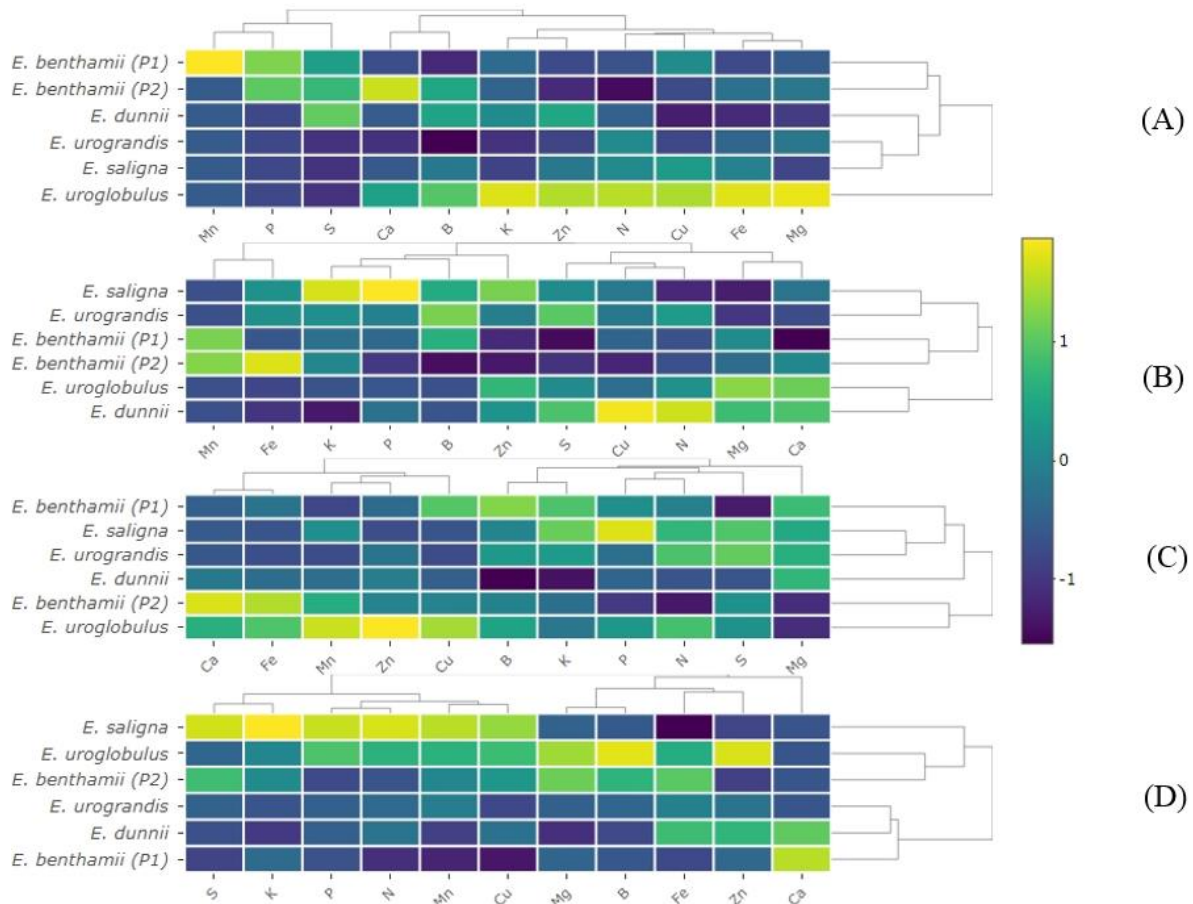 E. benthamii (P1)
E. benthamii (P2)
E. dunnii
E. urograndis
E. saligna
E. uroglobulus
Mn P S Ca B K Zn N Cu Fe Mg
(A)
E. saligna
E. urograndis
E. benthamii (P1)
E. benthamii (P2)
E. uroglobulus
E. dunnii
Mn Fe K P B Zn S Cu N Mg Ca
(B)
E. benthamii (P1)
E. saligna
E. urograndis
E. dunnii
E. benthamii (P2)
E. uroglobulus
Ca Fe Mn Zn Cu B K P N S Mg
(C)
E. saligna
E. uroglobulus
E. benthamii (P2)
E. urograndis
E. dunnii
E. benthamii (P1)
S K P N Mn Cu Mg B Fe Zn Ca
(D)
1
0
-1